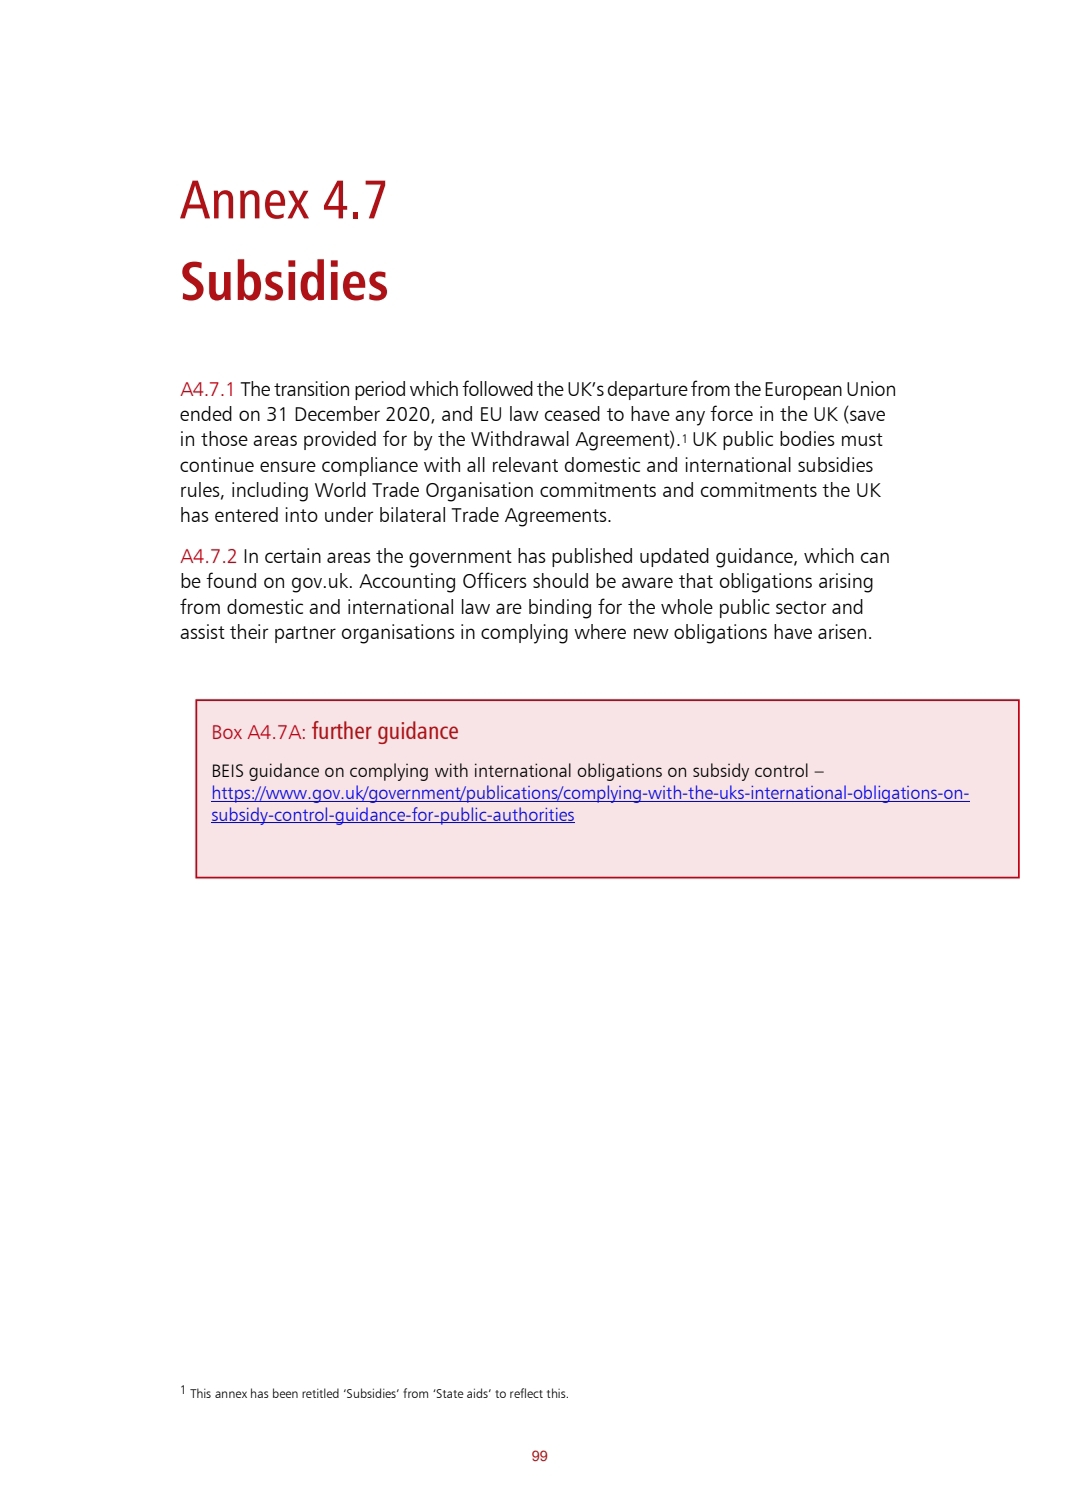 Annex 4.7
Subsidies
A4.7.1 The transition period which followed the UK’s departure from the European Union
ended on 31 December 2020, and EU law ceased to have any force in the UK (save
in those areas provided for by the Withdrawal Agreement).1 UK public bodies must
continue ensure compliance with all relevant domestic and international subsidies
rules, including World Trade Organisation commitments and commitments the UK
has entered into under bilateral Trade Agreements.
A4.7.2 In certain areas the government has published updated guidance, which can
be found on gov.uk. Accounting Officers should be aware that obligations arising
from domestic and international law are binding for the whole public sector and
assist their partner organisations in complying where new obligations have arisen.
Box A4.7A: further guidance
BEIS guidance on complying with international obligations on subsidy control –
https://www.gov.uk/government/publications/complying-with-the-uks-international-obligations-on-
subsidy-control-guidance-for-public-authorities
1 This annex has been retitled ‘Subsidies’ from ‘State aids’ to reflect this.
99